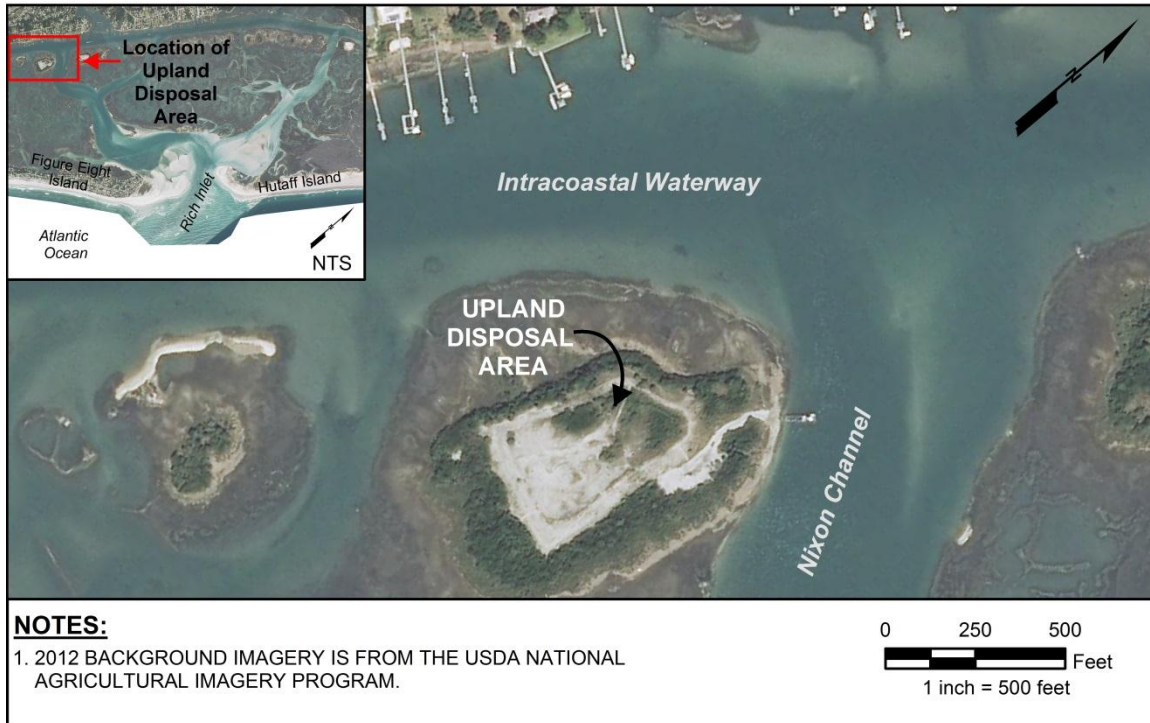 Location of
Upland
Disposal
Area
Figure Eight
Island
Rich Inlet
Hutaff Island
Atlantic
Ocean
N
NTS
N
Intracoastal Waterway
UPLAND
DISPOSAL
AREA
Nixon Channel
NOTES:
1. 2012 BACKGROUND IMAGERY IS FROM THE USDA NATIONAL
AGRICULTURAL IMAGERY PROGRAM.
0 250 500
Feet
1 inch = 500 feet